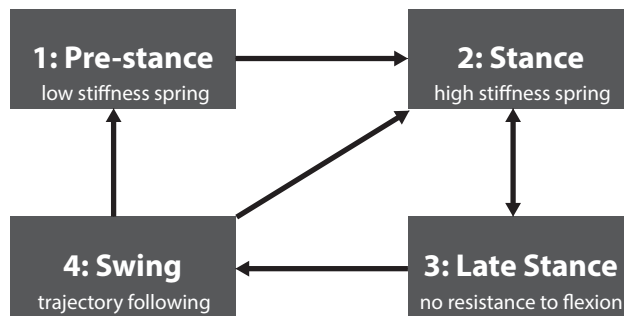 1: Pre-stance
low stiffness spring
2: Stance
high stiffness spring
4: Swing
trajectory following
3: Late Stance
no resistance to flexion